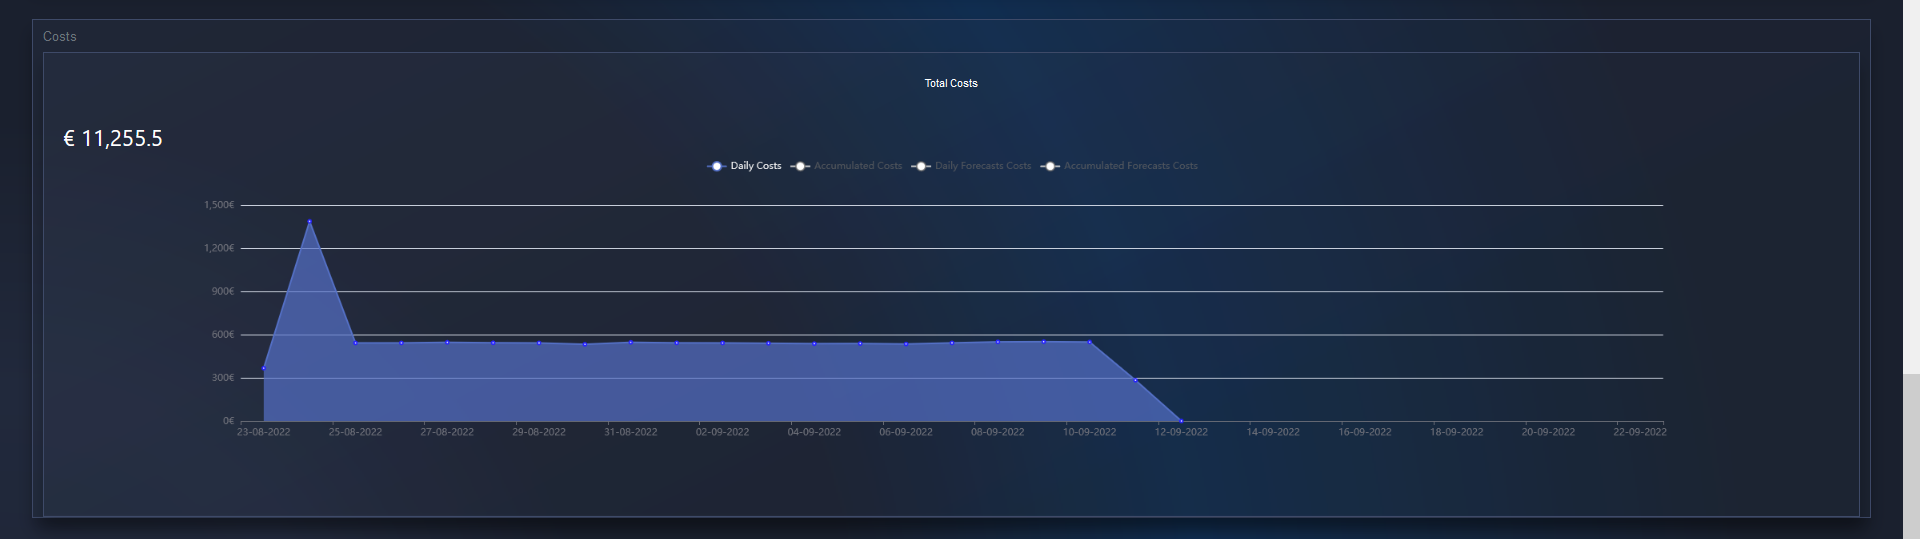 Costs
Total Costs
€ 11,255.5
Daily Costs Accumulated Costs Daily Forecasts Costs Accumulated Forecasts Costs
1,500€
1,200€
900€
600€
300€
0€
23-08-2022 25-08-2022 27-08-2022 29-08-2022 31-08-2022 02-09-2022 04-09-2022 06-09-2022 08-09-2022 10-09-2022 12-09-2022 14-09-2022 16-09-2022 18-09-2022 20-09-2022 22-09-2022